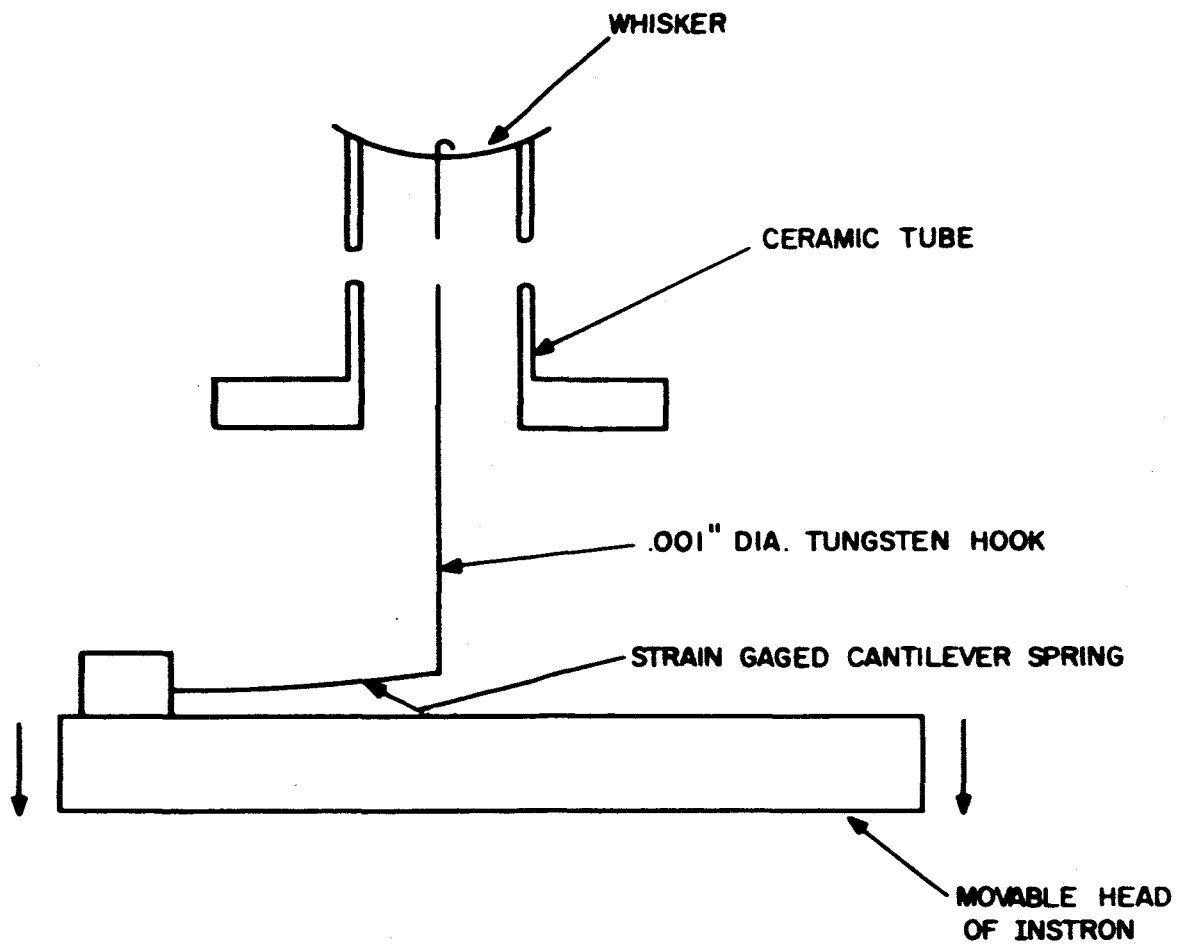 WHISKER
CERAMIC TUBE
.001" DIA. TUNGSTEN HOOK
STRAIN GAGED CANTILEVER SPRING
MOVABLE HEAD
OF INSTRON